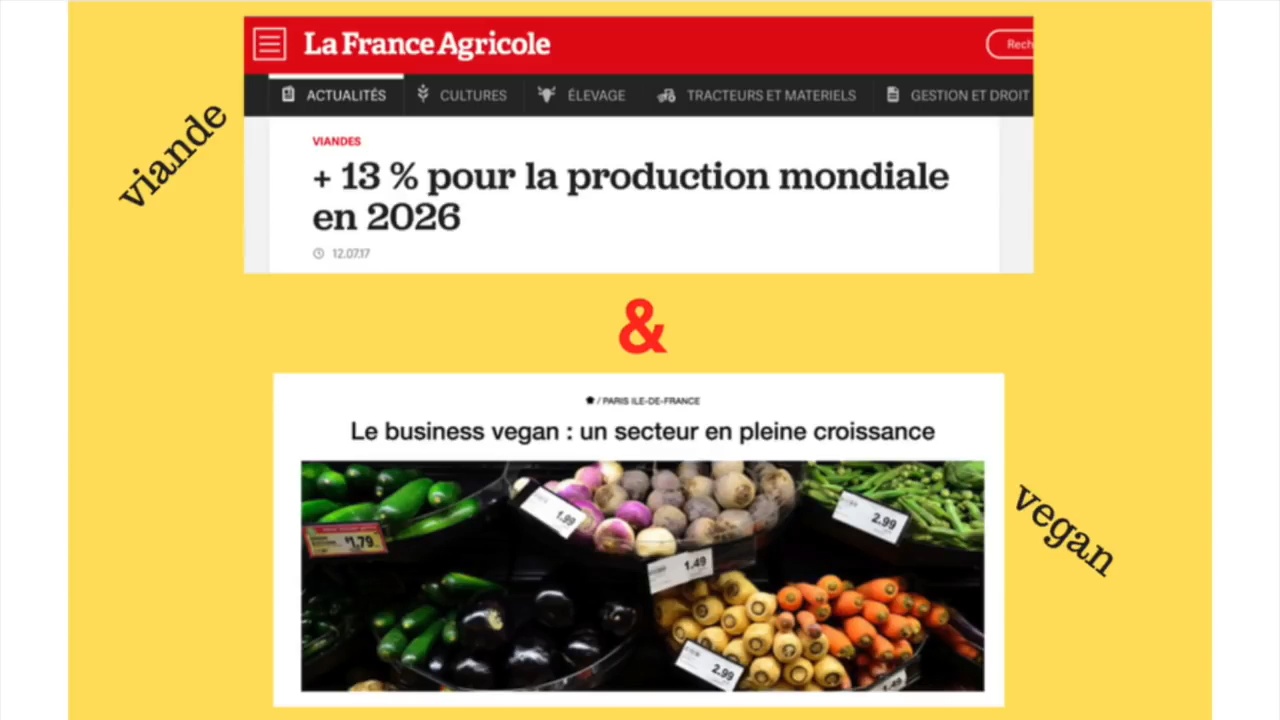 La France Agricole
Rech
ACTUALITÉS
CULTURES
ÉLEVAGE
TRACTEURS ET MATERIELS
GESTION ET DROIT
viande
VIANDES
+ 13 % pour la production mondiale
en 2026
12.07.17
&
/ PARIS ILE-DE-FRANCE
Le business vegan : un secteur en pleine croissance
vegan
1.99
2.99
$1.79
1.49
2.99
1.49